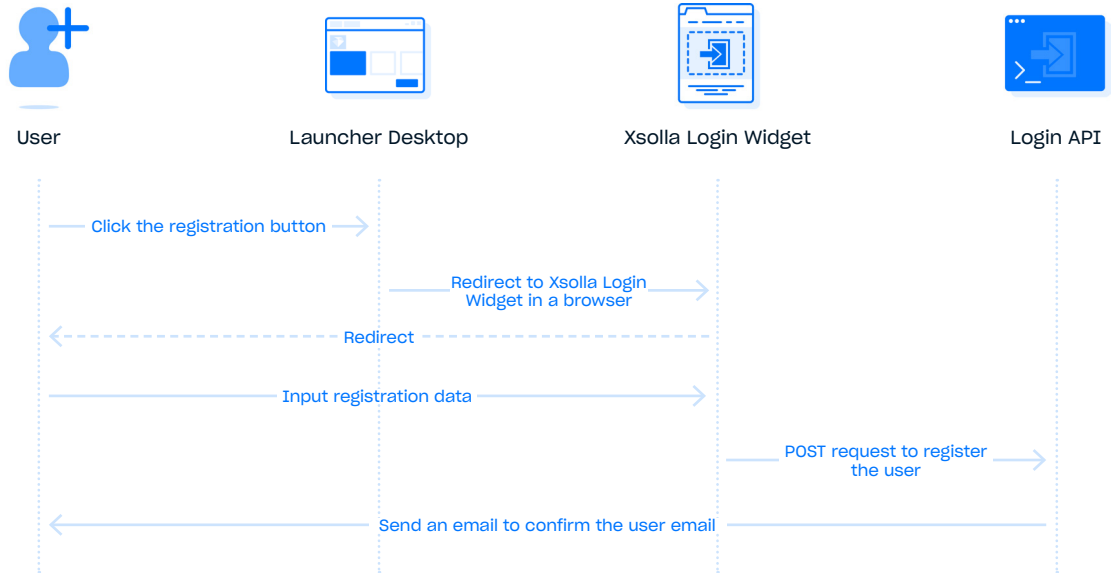 User
Launcher Desktop
Xsolla Login Widget
Login API
Click the registration button
Redirect to Xsolla Login
Widget in a browser
Redirect
Input registration data
POST request to register
the user
Send an email to confirm the user email